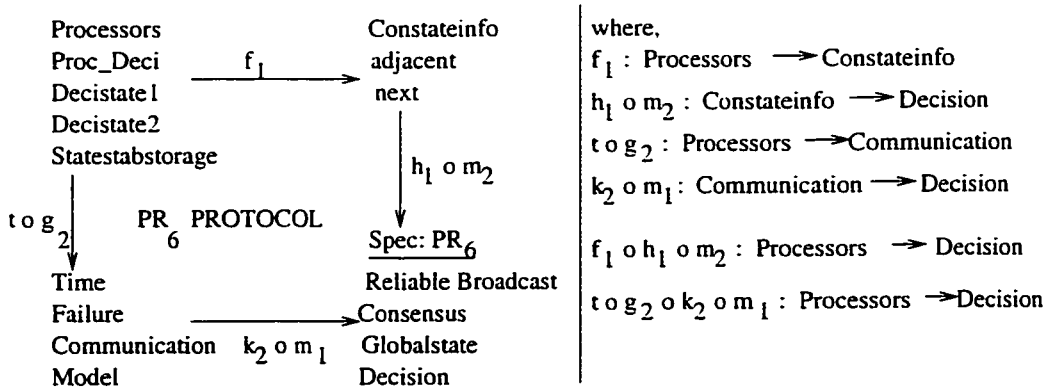 Processors
Proc_Deci
Decistate1
Decistate2
Statestabstorage
f1
Constateinfo
adjacent
next
h1 o m2
t o g2
PR6 PROTOCOL
Spec: PR6
Time
Failure
Communication
Model
k2 o m1
Reliable Broadcast
Consensus
Globalstate
Decision
where,
f1 : Processors → Constateinfo
h1 o m2 : Constateinfo → Decision
t o g2 : Processors → Communication
k2 o m1 : Communication → Decision
f1 o h1 o m2 : Processors → Decision
t o g2 o k2 o m1 : Processors → Decision